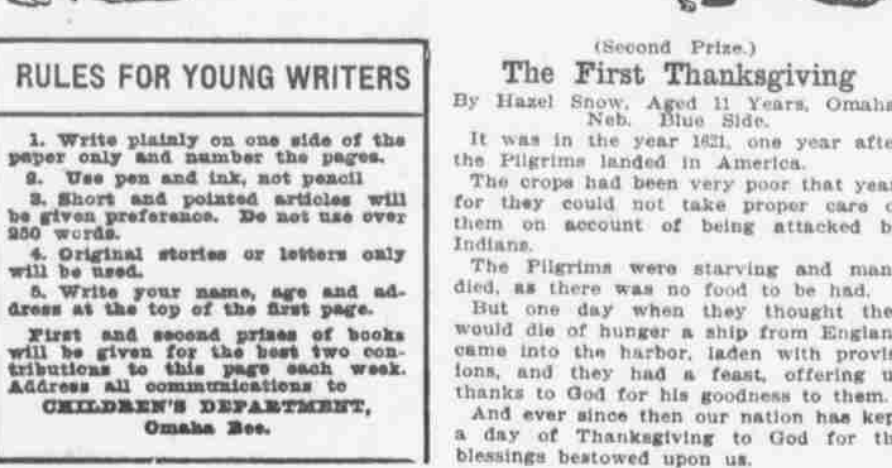 RULES FOR YOUNG WRITERS
1. Write plainly on one side of the
paper only and number the pages.
2. Use pen and ink, not pencil
3. Short and pointed articles will
be given preference. Do not use over
250 words.
4. Original stories or letters only
will be used.
5. Write your name, age and ad-
dress at the top of the first page.
First and second prizes of books
will be given for the best two con-
tributions to this page each week.
Address all communications to
CHILDREN'S DEPARTMENT,
Omaha Bee.
(Second Prize.)
The First Thanksgiving
By Hazel Snow, Aged 11 Years, Omaha
Neb. Blue Side.
It was in the year 1621, one year afte
the Pilgrims landed in America.
The crops had been very poor that year
for they could not take proper care o
them on account of being attacked b
Indians.
The Pilgrims were starving and man
died, as there was no food to be had.
But one day when they thought the
would die of hunger a ship from Englan
came into the harbor, laden with provis
ions, and they had a feast, offering u
thanks to God for his goodness to them.
And ever since then our nation has kep
a day of Thanksgiving to God for th
blessings bestowed upon us.